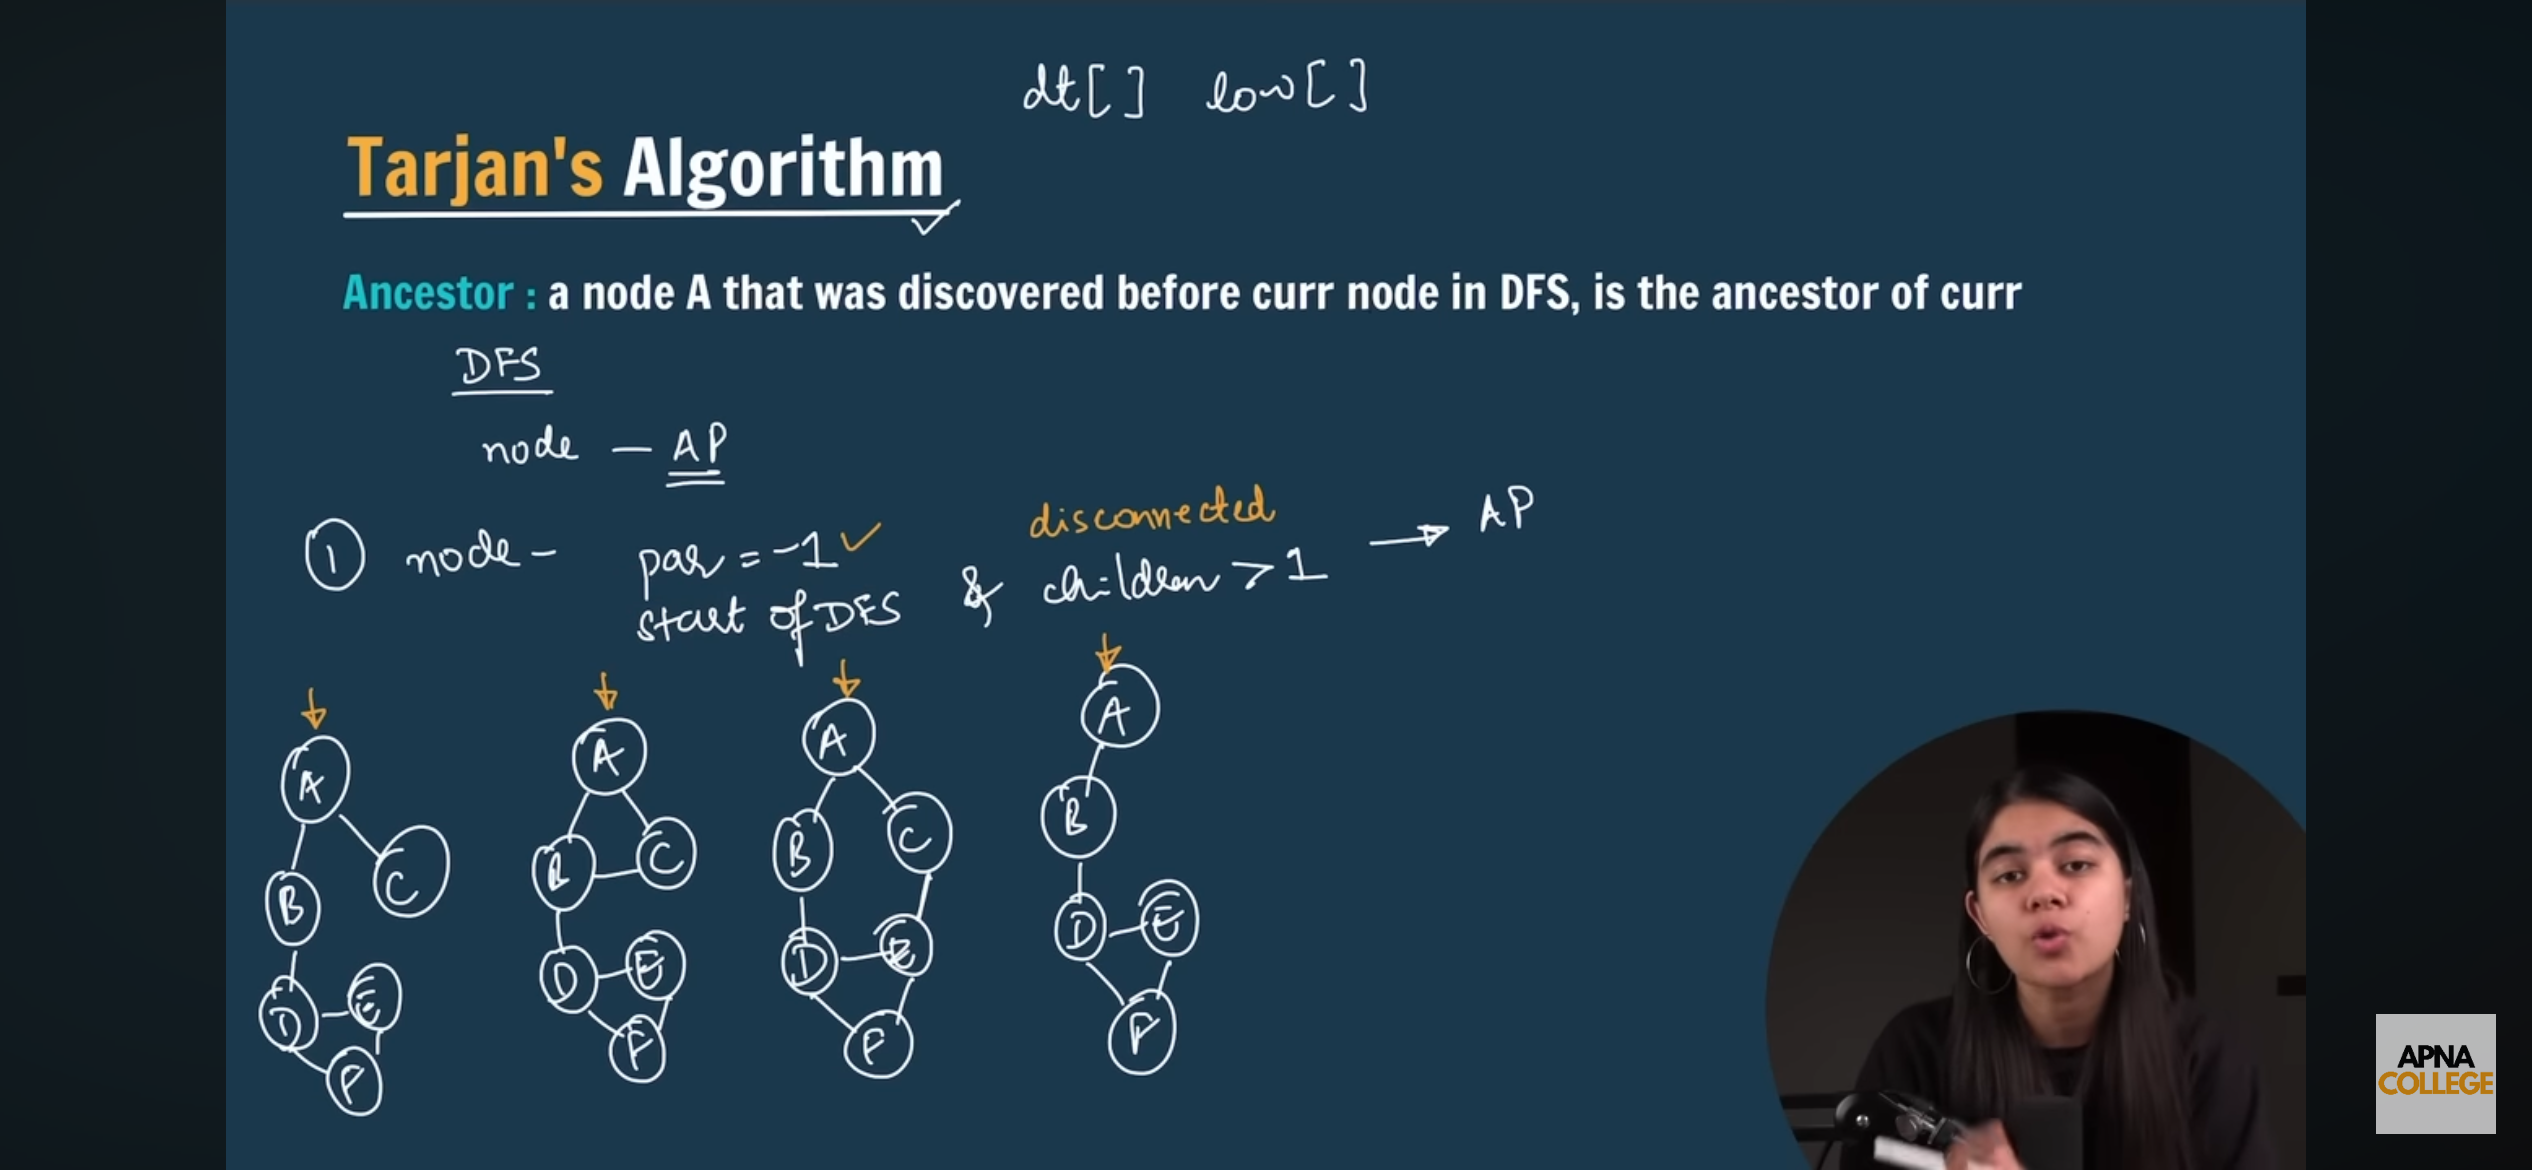 dt[ ] low[ ]
Tarjan's Algorithm
Ancestor : a node A that was discovered before curr node in DFS, is the ancestor of curr
DFS
node — AP
disconnected
① node - par = -1 ✓ & children > 1 → AP
start of DFS
A
B
C
D
E
F
A
B
C
D
E
F
A
B
C
D
E
F
A
B
D
E
F
APNA
COLLEGE